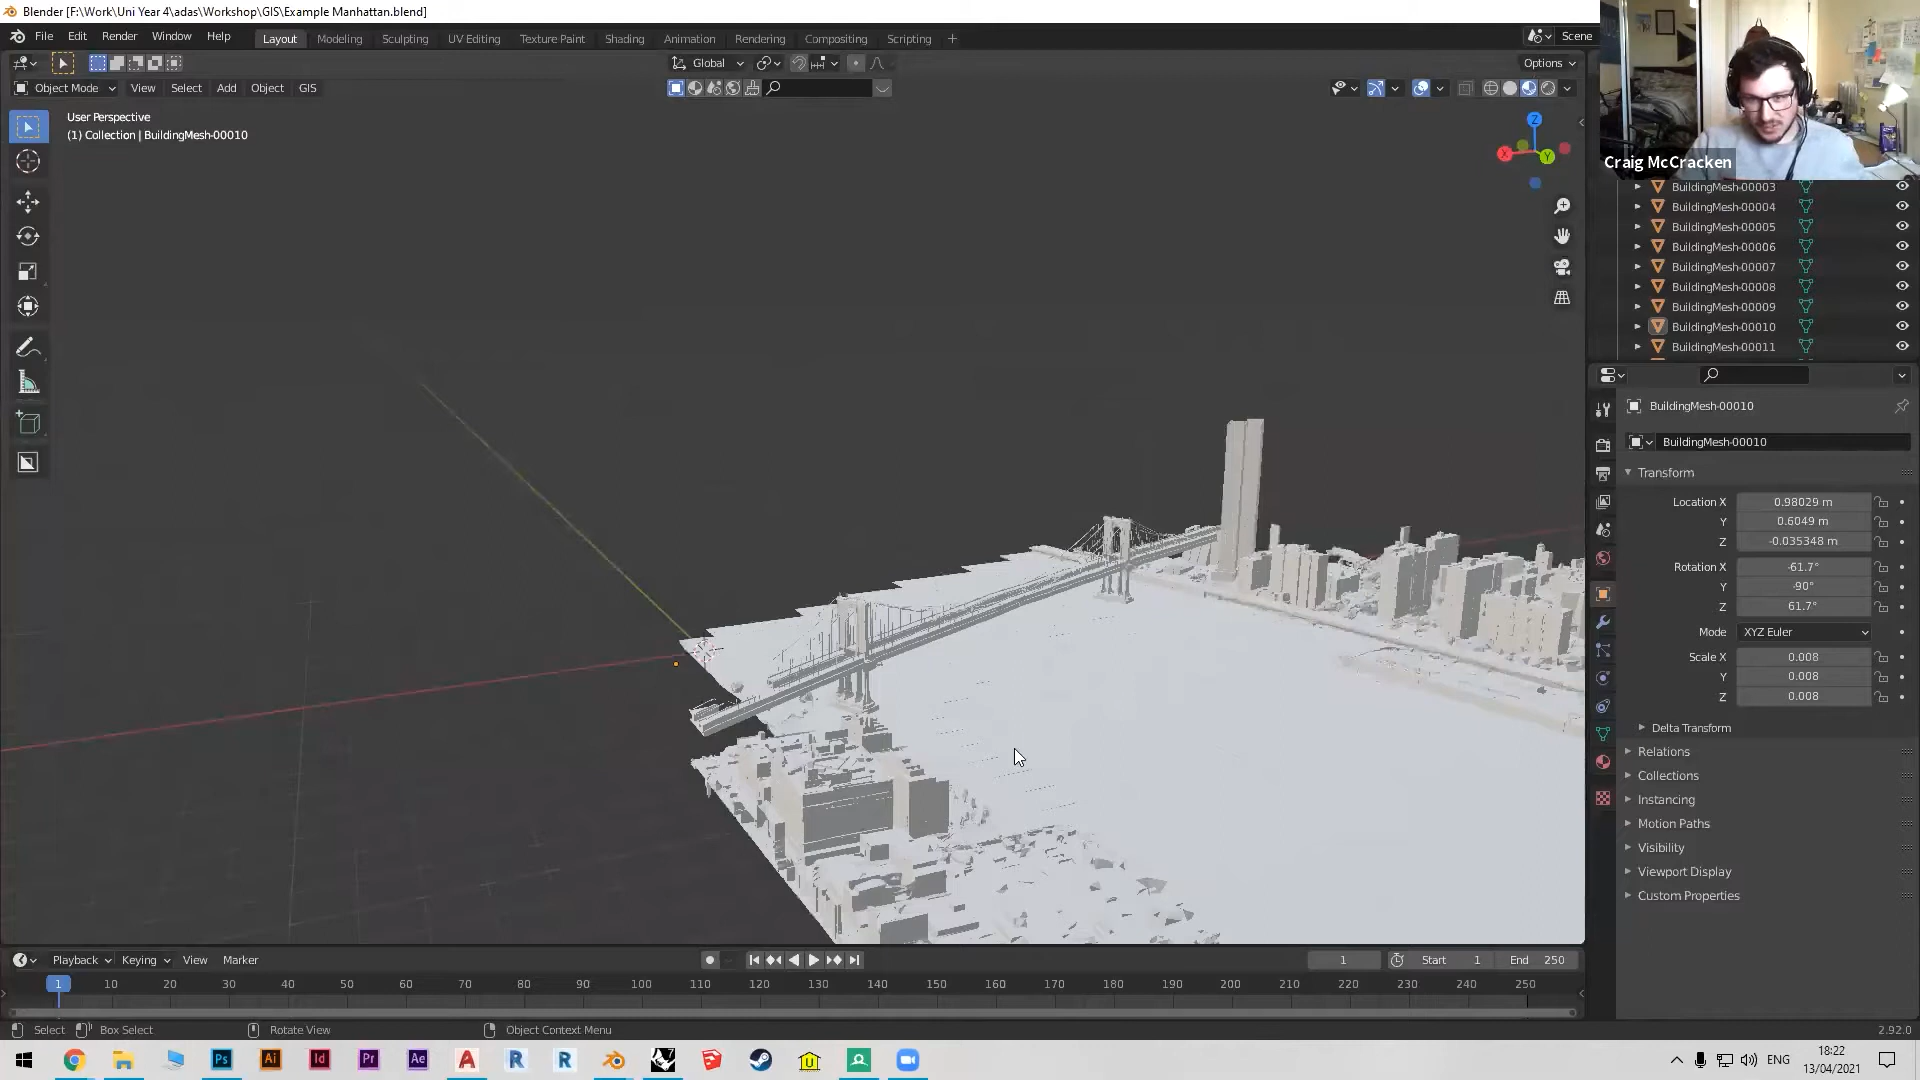 Blender [F:\Work\Uni Year 4\adas\Workshop\GIS\Example Manhattan.blend]
File Edit Render Window Help Layout Modeling Sculpting UV Editing Texture Paint Shading Animation Rendering Compositing Scripting + Scene
Global Options
Object Mode View Select Add Object GIS
User Perspective
(1) Collection | BuildingMesh-00010
Z
X
Y
Craig McCracken
BuildingMesh-00003
BuildingMesh-00004
BuildingMesh-00005
BuildingMesh-00006
BuildingMesh-00007
BuildingMesh-00008
BuildingMesh-00009
BuildingMesh-00010
BuildingMesh-00011
BuildingMesh-00010
BuildingMesh-00010
Transform
Location X 0.98029 m
Y 0.6049 m
Z -0.035348 m
Rotation X -61.7°
Y -90°
Z 61.7°
Mode XYZ Euler
Scale X 0.008
Y 0.008
Z 0.008
Delta Transform
Relations
Collections
Instancing
Motion Paths
Visibility
Viewport Display
Custom Properties
Playback Keying View Marker 1 Start 1 End 250
1 10 20 30 40 50 60 70 80 90 100 110 120 130 140 150 160 170 180 190 200 210 220 230 240 250
Select Box Select Rotate View Object Context Menu 2.92.0
Ps Ai Id Pr Ae A R R U ENG 18:22
13/04/2021